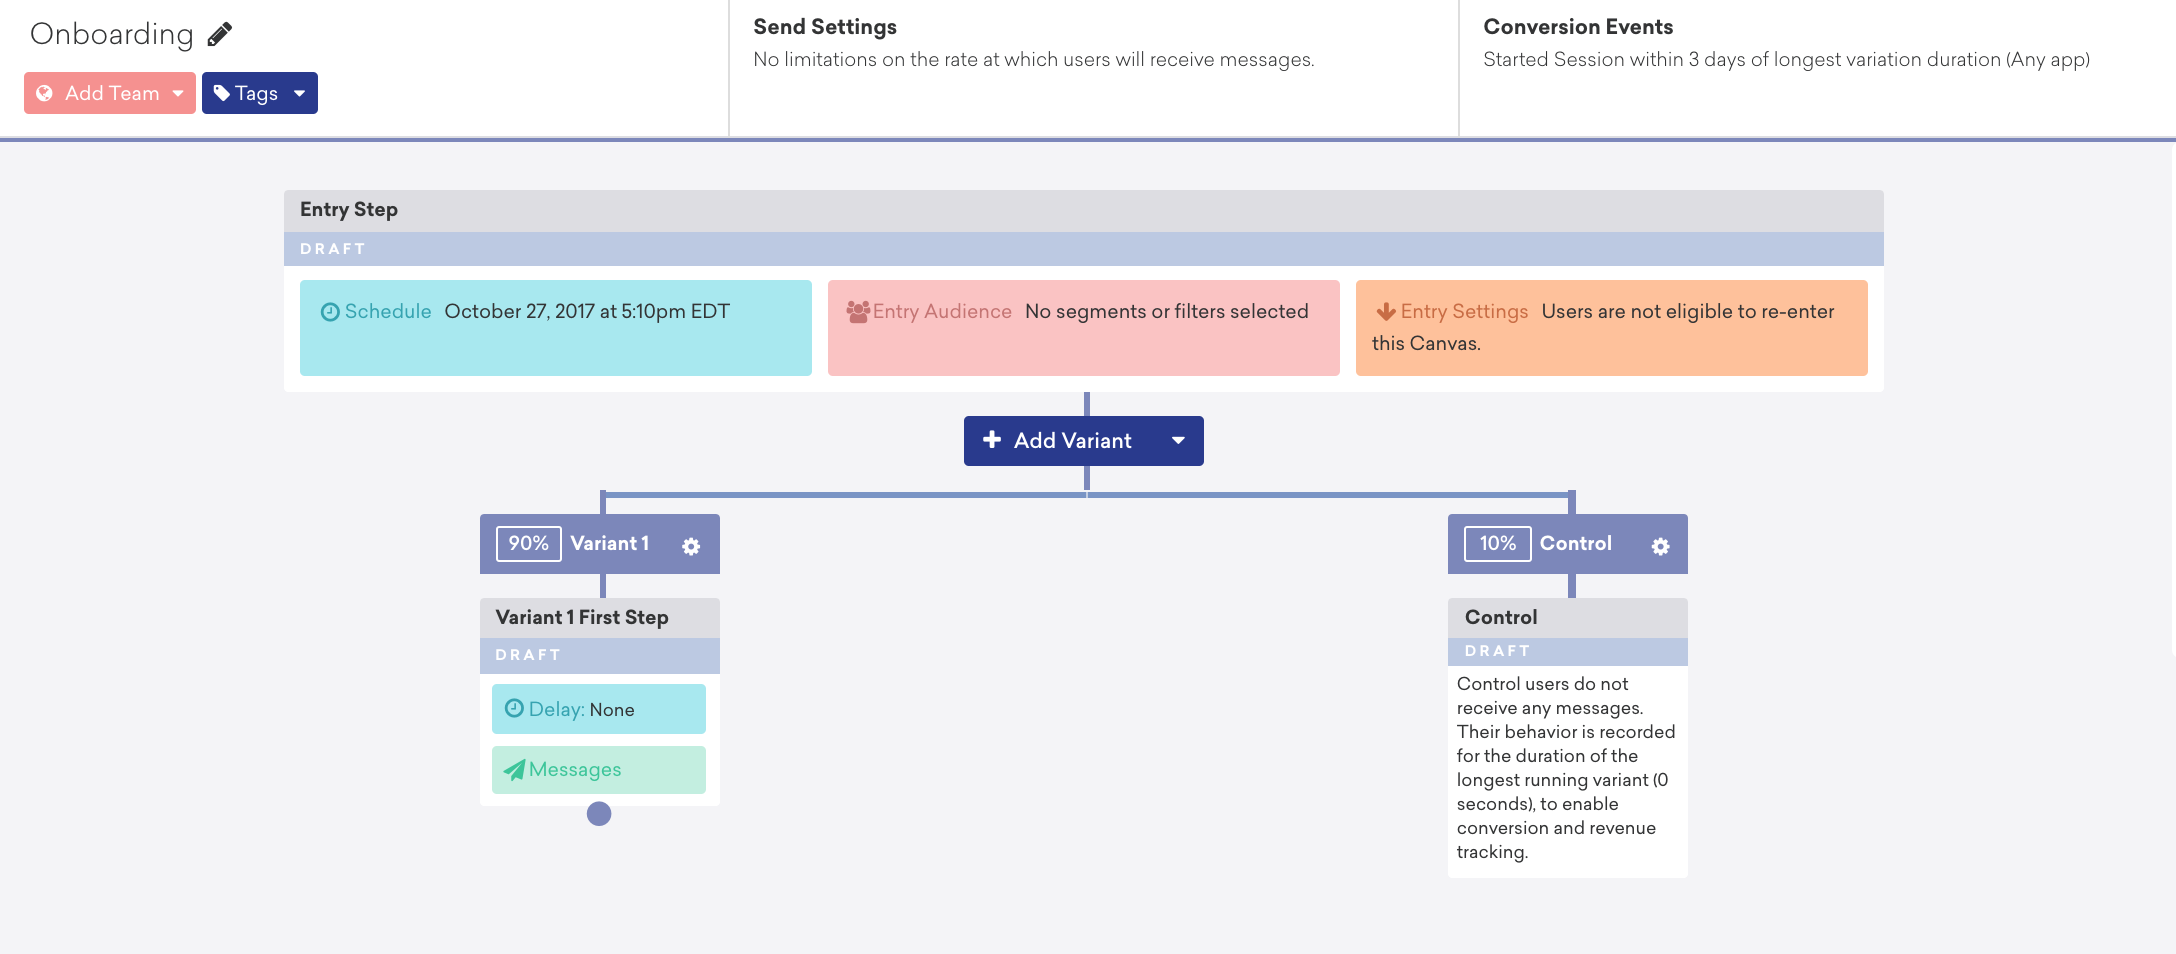 Onboarding
Add Team
Tags
Send Settings
No limitations on the rate at which users will receive messages.
Conversion Events
Started Session within 3 days of longest variation duration (Any app)
Entry Step
DRAFT
Schedule October 27, 2017 at 5:10pm EDT
Entry Audience No segments or filters selected
Entry Settings Users are not eligible to re-enter
this Canvas.
Add Variant
90% Variant 1
10% Control
Variant 1 First Step
DRAFT
Delay: None
Messages
Control
DRAFT
Control users do not
receive any messages.
Their behavior is recorded
for the duration of the
longest running variant (0
seconds), to enable
conversion and revenue
tracking.